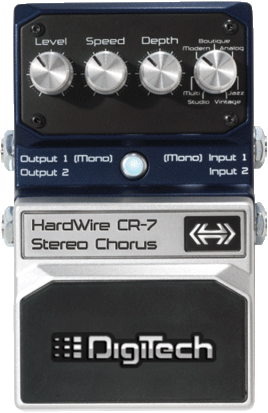 Level Speed Depth
Boutique
Modern Analog
Multi Jazz
Studio Vintage
Output 1 (Mono) (Mono) Input 1
Output 2 Input 2
HardWire CR-7
Stereo Chorus
DigiTech